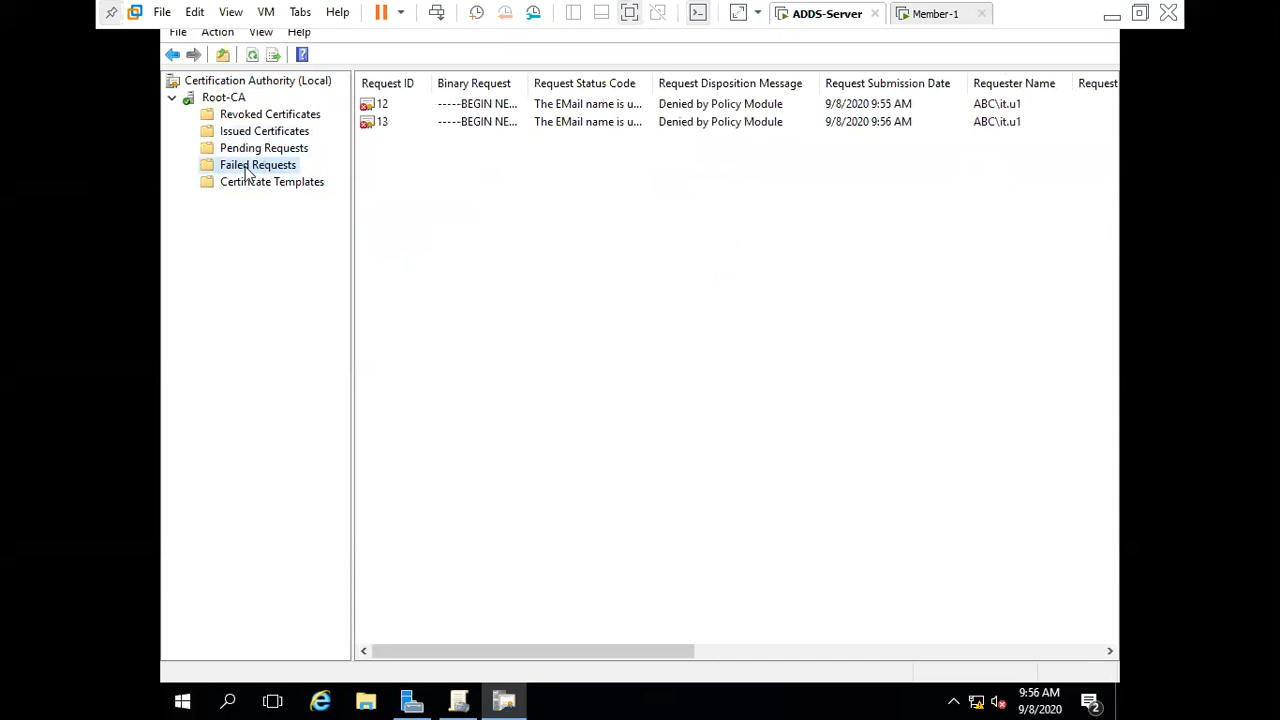 File Edit View VM Tabs Help ADDS-Server Member-1
File Action View Help
Certification Authority (Local)
Root-CA
Revoked Certificates
Issued Certificates
Pending Requests
Failed Requests
Certificate Templates
Request ID Binary Request Request Status Code Request Disposition Message Request Submission Date Requester Name Request
12 -----BEGIN NE... The EMail name is u... Denied by Policy Module 9/8/2020 9:55 AM ABC\it.u1
13 -----BEGIN NE... The EMail name is u... Denied by Policy Module 9/8/2020 9:56 AM ABC\it.u1
9:56 AM
9/8/2020
2